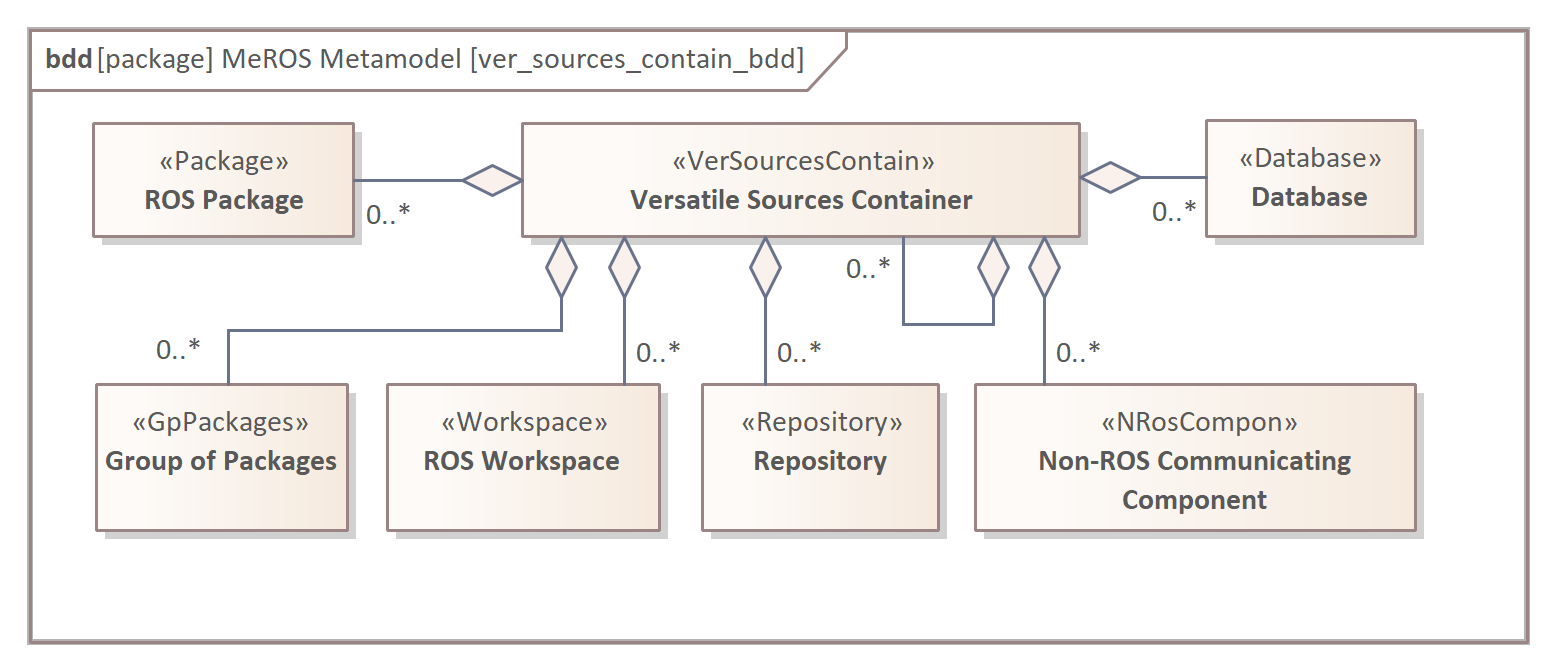 bdd [package] MeROS Metamodel [ver_sources_contain_bdd]
«Package»
ROS Package
0..*
«VerSourcesContain»
Versatile Sources Container
0..*
«Database»
Database
0..*
0..*
«GpPackages»
Group of Packages
0..*
«Workspace»
ROS Workspace
0..*
«Repository»
Repository
0..*
«NRosCompon»
Non-ROS Communicating
Component